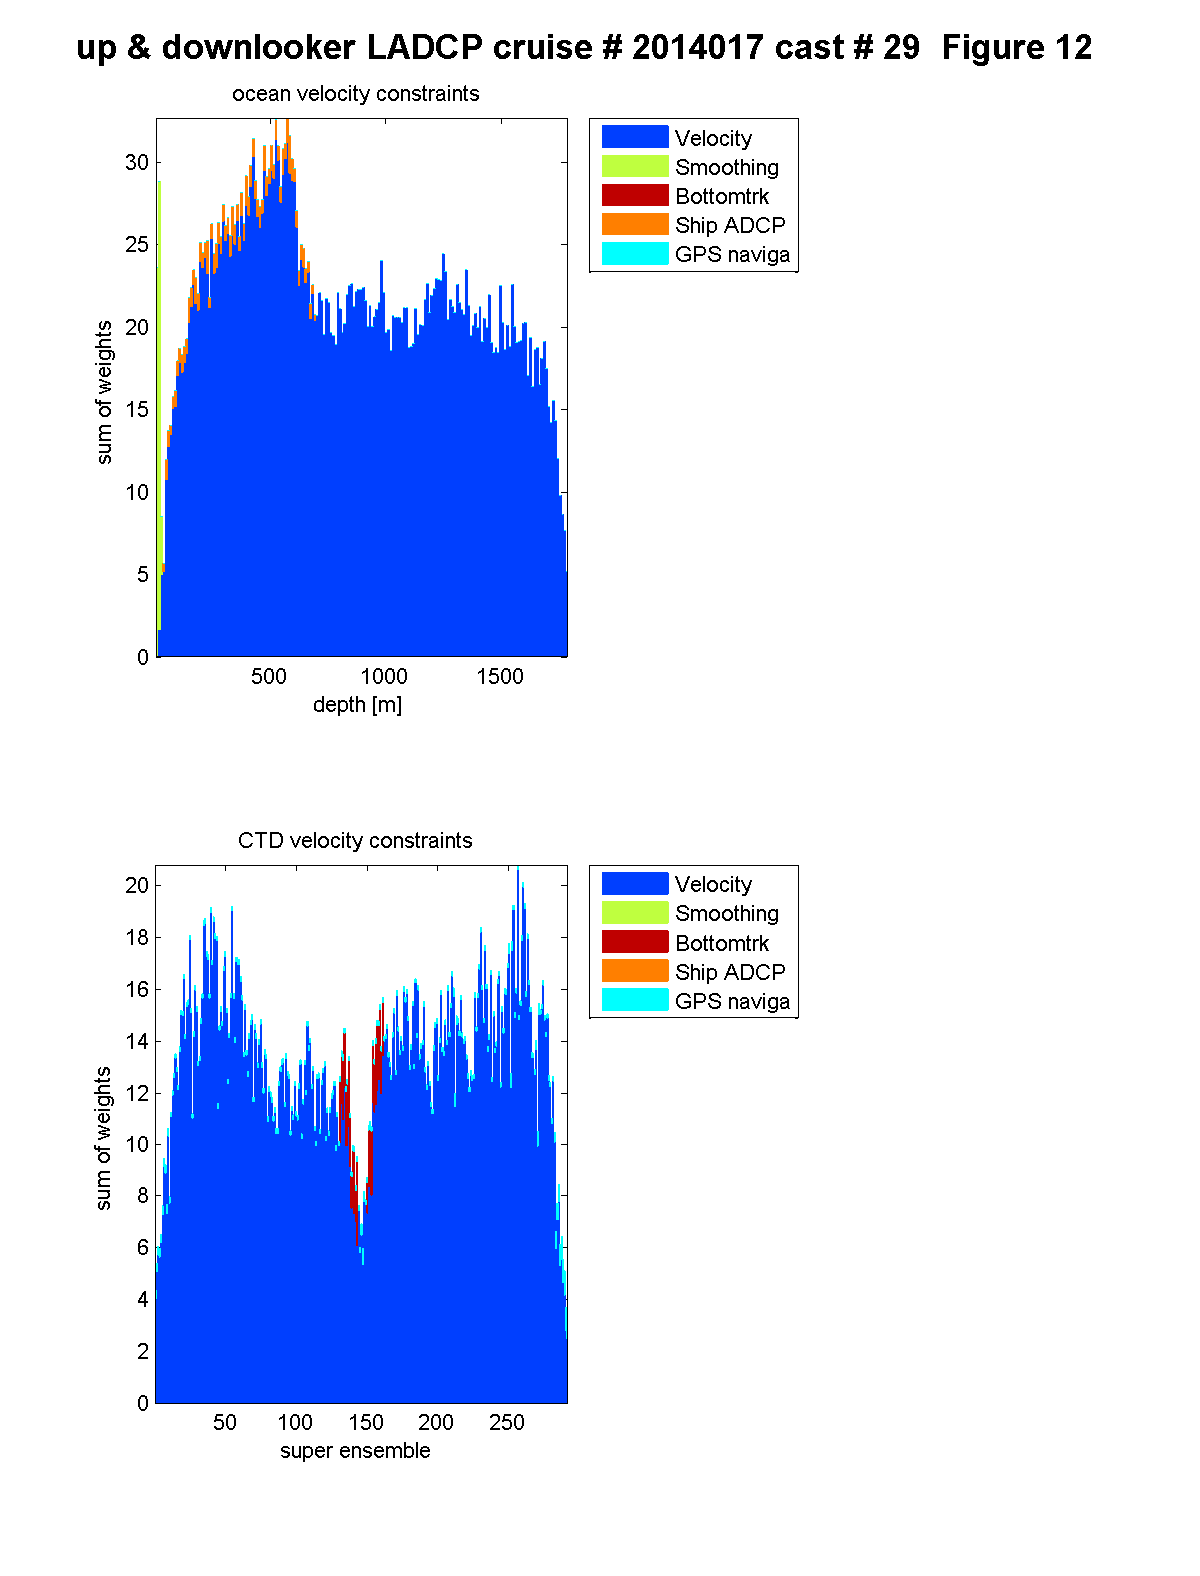 up & downlooker LADCP cruise # 2014017 cast # 29  Figure 12
ocean velocity constraints
Velocity
Smoothing
Bottomtrk
Ship ADCP
GPS naviga
30
25
20
15
10
5
0
sum of weights
500 1000 1500
depth [m]
CTD velocity constraints
Velocity
Smoothing
Bottomtrk
Ship ADCP
GPS naviga
20
18
16
14
12
10
8
6
4
2
0
sum of weights
50 100 150 200 250
super ensemble